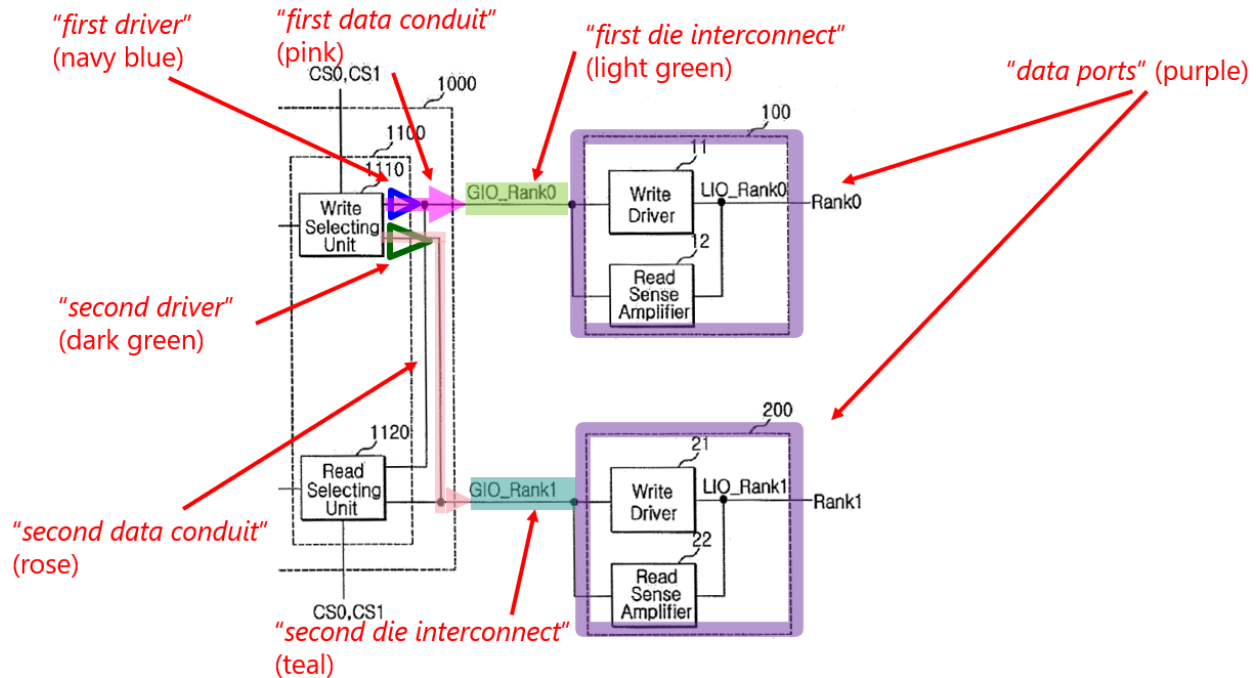 "first driver"
(navy blue)
"first data conduit"
(pink)
"first die interconnect"
(light green)
"data ports" (purple)
CS0,CS1
1000
1100
1110
Write
Selecting
Unit
GIO_Rank0
100
11
Write
Driver
LIO_Rank0
Rank0
12
Read
Sense
Amplifier
"second driver"
(dark green)
1120
Read
Selecting
Unit
GIO_Rank1
200
21
Write
Driver
LIO_Rank1
Rank1
22
Read
Sense
Amplifier
"second data conduit"
(rose)
CS0,CS1
"second die interconnect"
(teal)